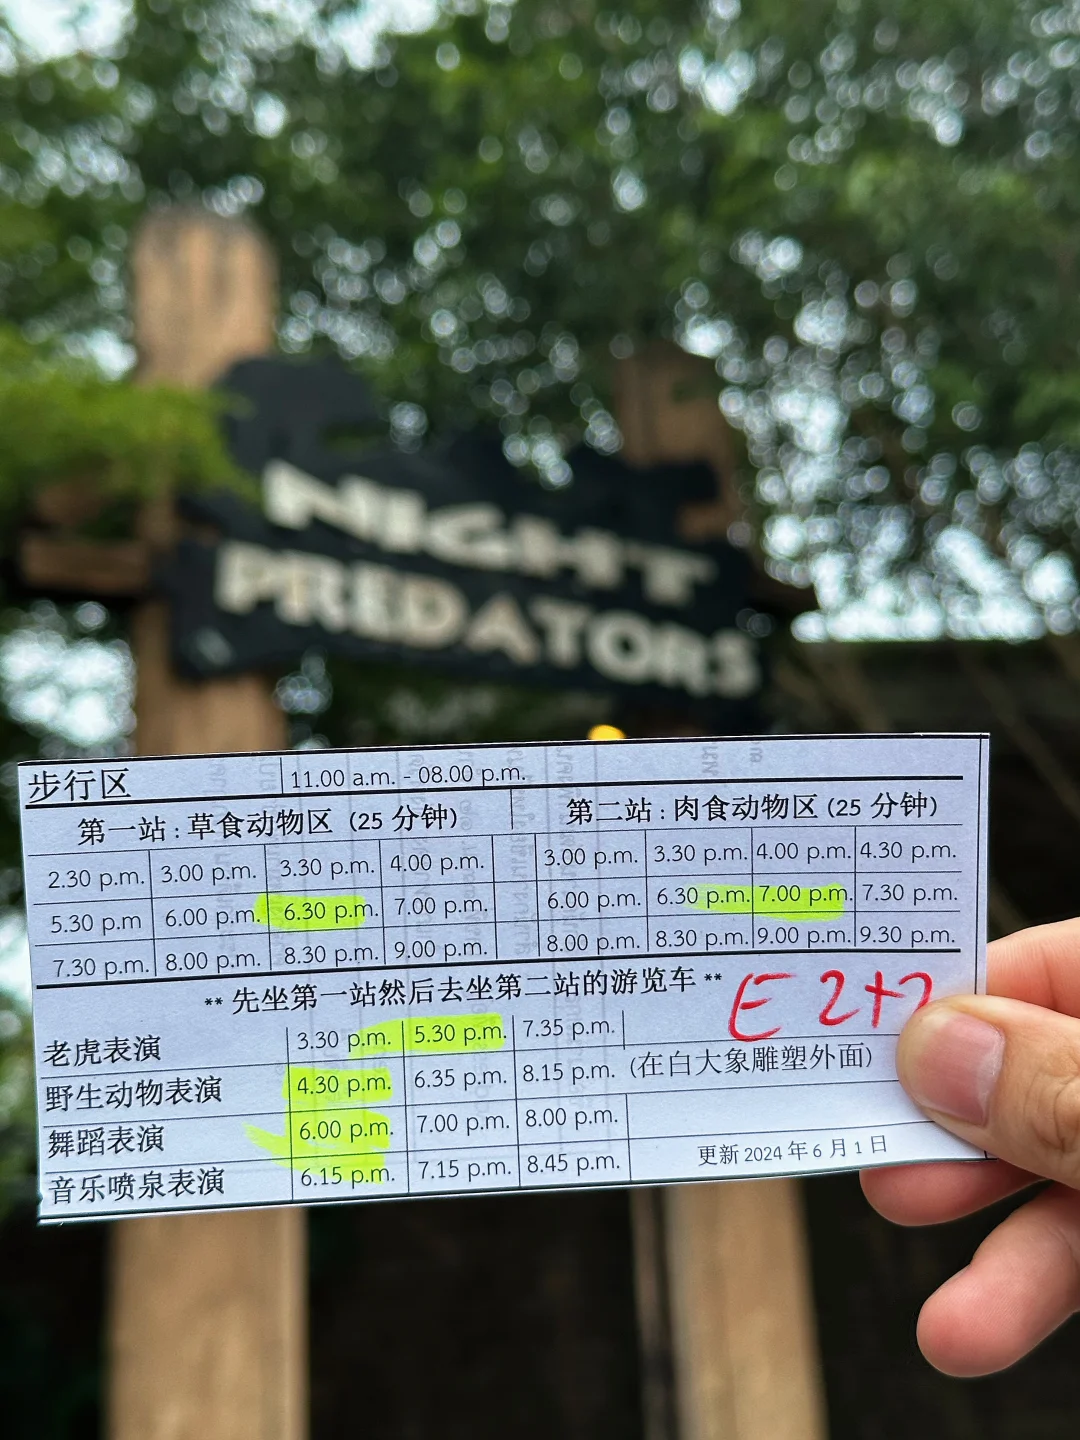 NIGHT
PREDATORS
步行区 11.00 a.m. - 08.00 p.m.
第一站 : 草食动物区 (25 分钟) 第二站 : 肉食动物区 (25 分钟)
2.30 p.m. 3.00 p.m. 3.30 p.m. 4.00 p.m. 3.00 p.m. 3.30 p.m. 4.00 p.m. 4.30 p.m.
5.30 p.m 6.00 p.m. 6.30 p.m. 7.00 p.m. 6.00 p.m. 6.30 p.m. 7.00 p.m. 7.30 p.m.
7.30 p.m. 8.00 p.m. 8.30 p.m. 9.00 p.m. 8.00 p.m. 8.30 p.m. 9.00 p.m. 9.30 p.m.
** 先坐第一站然后去坐第二站的游览车 **
E 2+2
老虎表演 3.30 p.m. 5.30 p.m. 7.35 p.m.
野生动物表演 4.30 p.m. 6.35 p.m. 8.15 p.m. (在白大象雕塑外面)
舞蹈表演 6.00 p.m. 7.00 p.m. 8.00 p.m.
音乐喷泉表演 6.15 p.m. 7.15 p.m. 8.45 p.m. 更新 2024 年 6 月 1 日